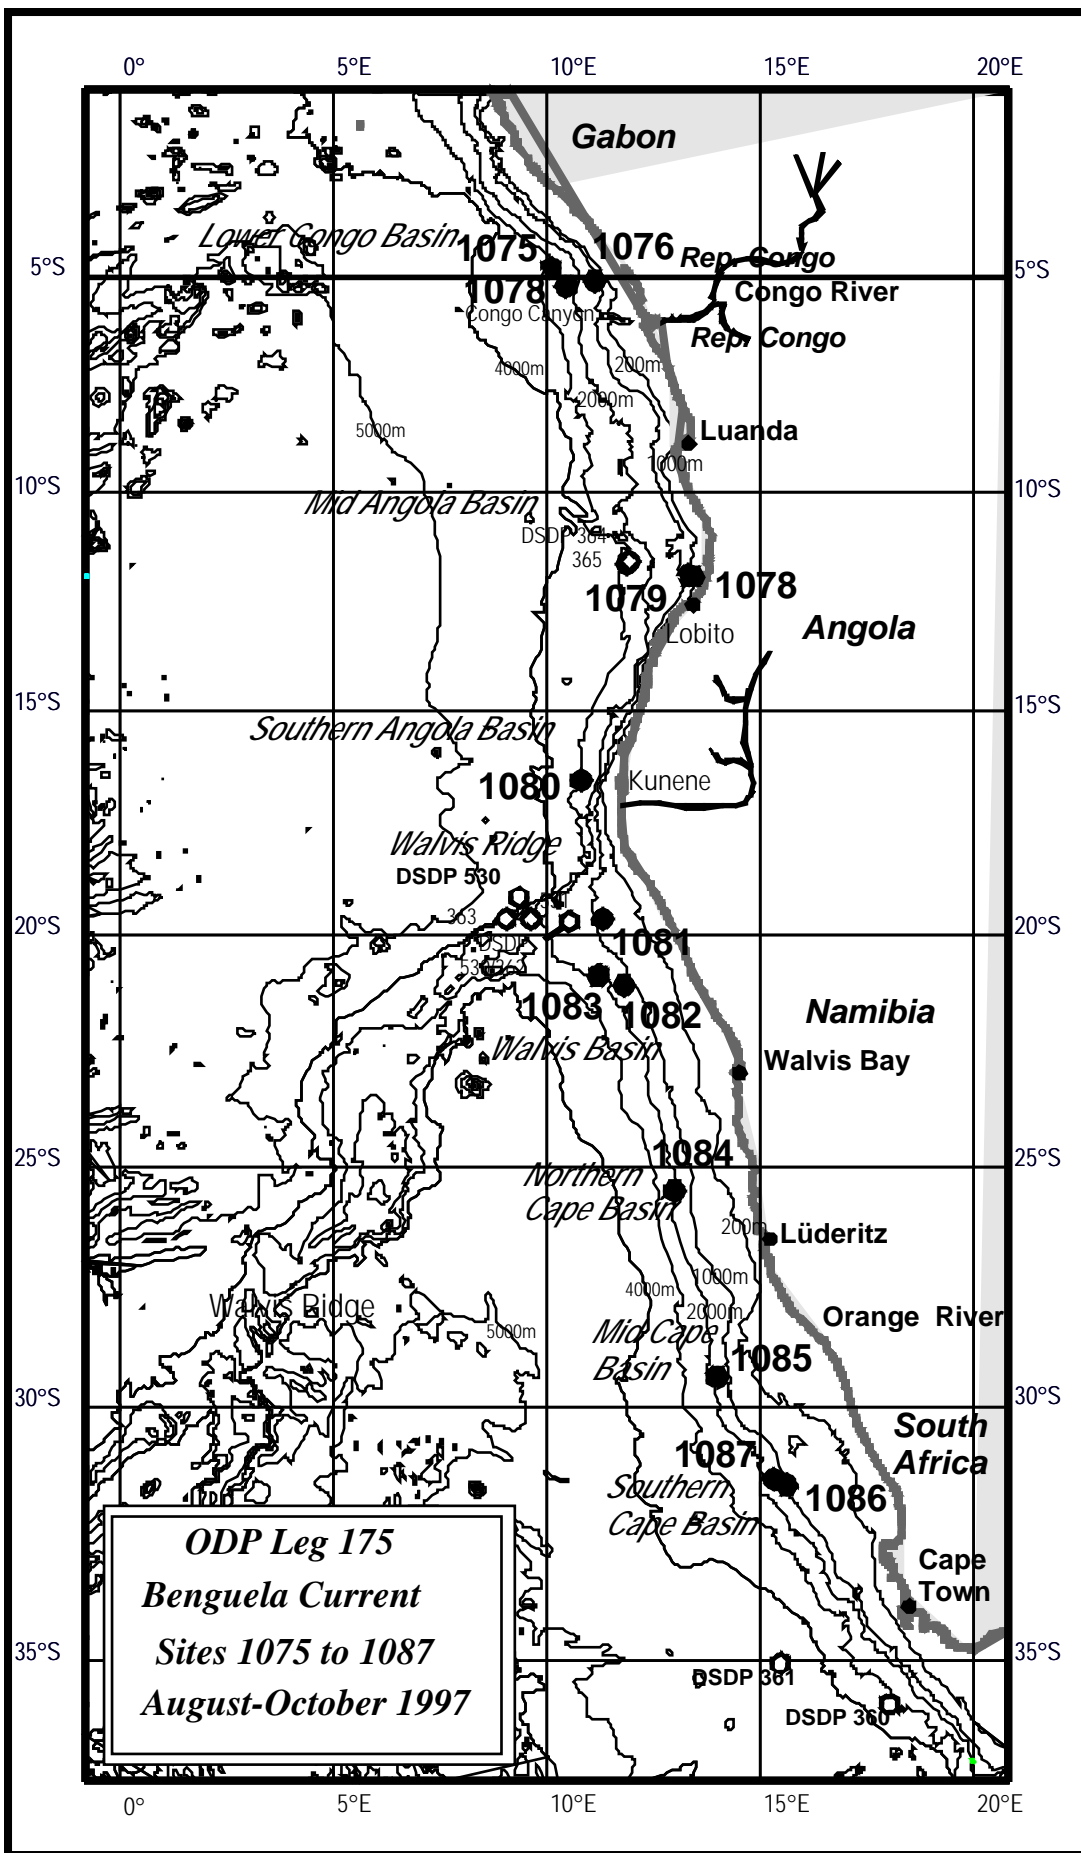 0° 5°E 10°E 15°E 20°E
Gabon
Lower Congo Basin
1075 1076 Rep. Congo
5°S 5°S
1078 Congo River
Congo Canyon
Rep. Congo
4000m 200m
2000m
5000m Luanda
1000m
10°S 10°S
Mid Angola Basin
DSDP 364
365
1079 1078
Lobito Angola
15°S 15°S
Southern Angola Basin
1080 Kunene
Walvis Ridge
DSDP 530
363
20°S 20°S
1081
DSDP
1083 1082 Namibia
Walvis Basin Walvis Bay
1084
25°S 25°S
Northern
Cape Basin
200m Lüderitz
1000m
4000m
Walvis Ridge 2000m Orange River
5000m Mid Cape
Basin 1085
30°S 30°S
South
Africa
1087
Southern 1086
Cape Basin
ODP Leg 175
Benguela Current
Sites 1075 to 1087
August-October 1997
Cape
Town
35°S 35°S
DSDP 361
DSDP 360
0° 5°E 10°E 15°E 20°E